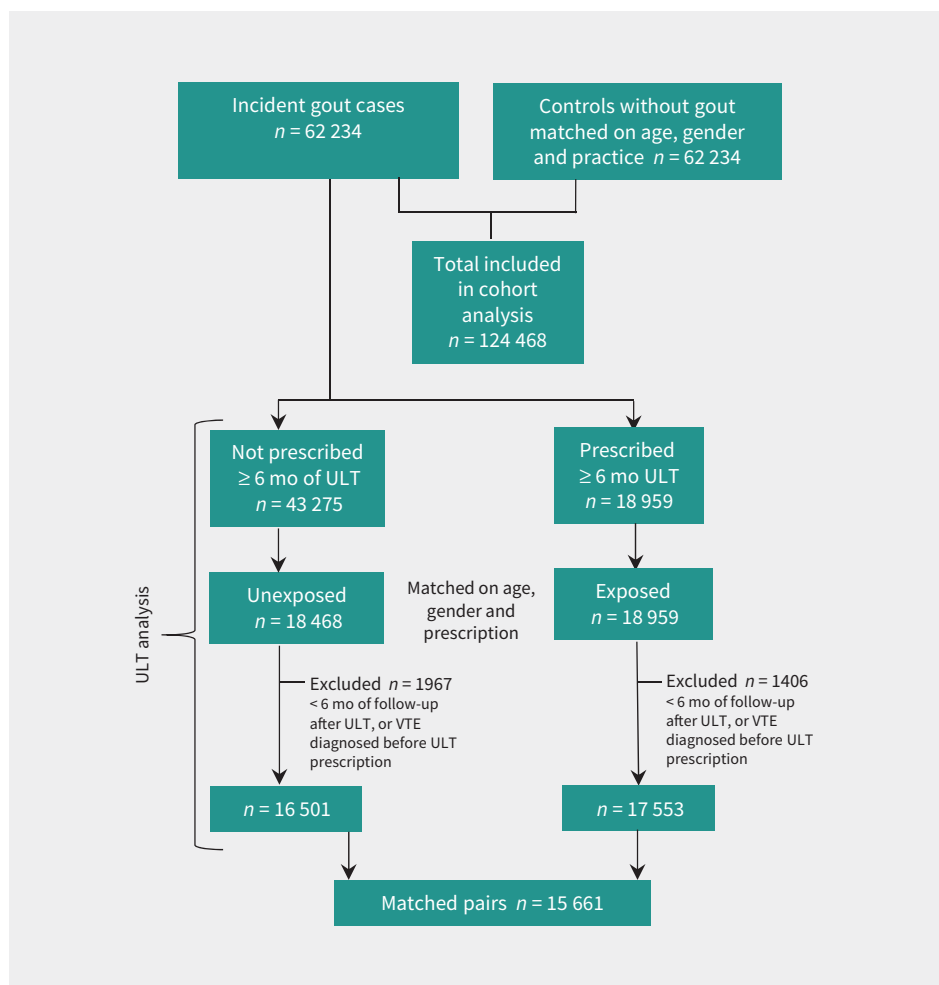 Incident gout cases
n = 62 234
Controls without gout
matched on age, gender
and practice n = 62 234
Total included
in cohort
analysis
n = 124 468
Not prescribed
≥ 6 mo of ULT
n = 43 275
Prescribed
≥ 6 mo ULT
n = 18 959
ULT analysis
Unexposed
n = 18 468
Matched on age,
gender and
prescription
Exposed
n = 18 959
Excluded n = 1967
< 6 mo of follow-up
after ULT, or VTE
diagnosed before ULT
prescription
Excluded n = 1406
< 6 mo of follow-up
after ULT, or VTE
diagnosed before ULT
prescription
n = 16 501
n = 17 553
Matched pairs n = 15 661